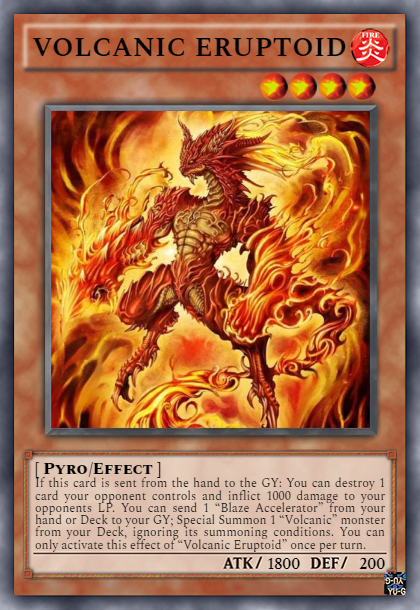 VOLCANIC ERUPTOID
FIRE
炎
[ PYRO/EFFECT ]
If this card is sent from the hand to the GY: You can destroy 1
card your opponent controls and inflict 1000 damage to your
opponents LP. You can send 1 “Blaze Accelerator” from your
hand or Deck to your GY; Special Summon 1 “Volcanic” monster
from your Deck, ignoring its summoning conditions. You can
only activate this effect of “Volcanic Eruptoid” once per turn.
ATK/ 1800 DEF/ 200
YU-G